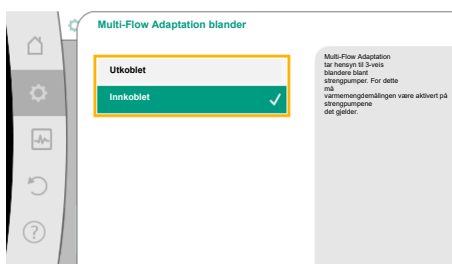 Multi-Flow Adaptation blander
Utkoblet
Innkoblet
Multi-Flow Adaptation
tar hensyn til 3-veis
blandere blant
strengpumper. For dette
må
varmemengdemålingen være aktivert på
strengpumpene
det gjelder.
?